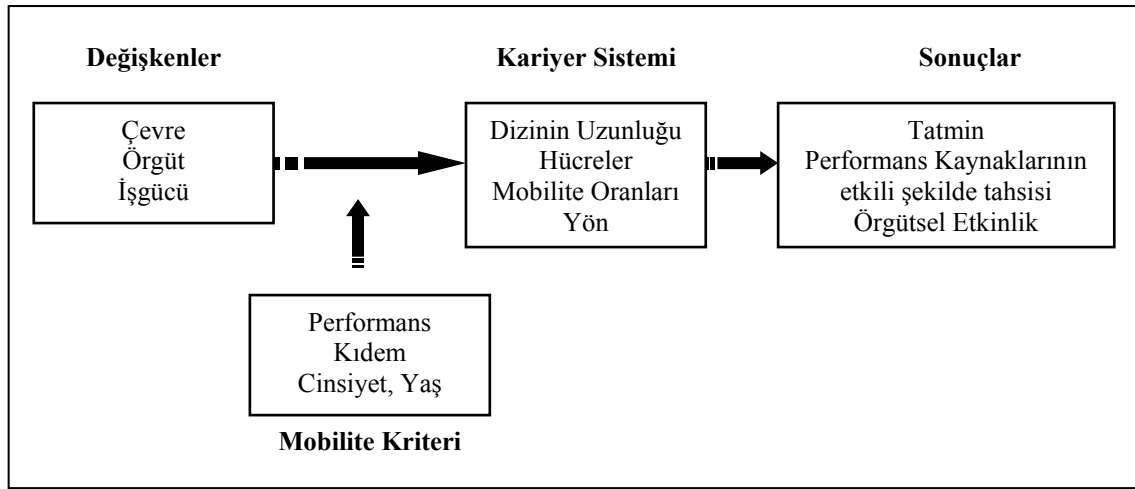 Değişkenler
Çevre
Örgüt
İşgücü
Kariyer Sistemi
Dizinin Uzunluğu
Hücreler
Mobilite Oranları
Yön
Sonuçlar
Tatmin
Performans Kaynaklarının
etkili şekilde tahsisi
Örgütsel Etkinlik
Performans
Kıdem
Cinsiyet, Yaş
Mobilite Kriteri